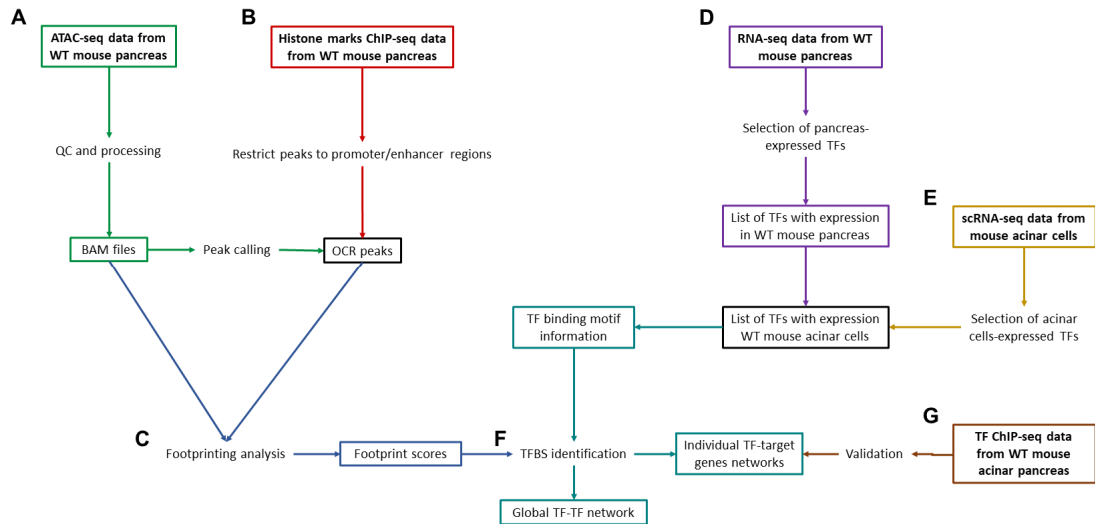 A
ATAC-seq data from
WT mouse pancreas
QC and processing
BAM files
Peak calling
B
Histone marks ChIP-seq data
from WT mouse pancreas
Restrict peaks to promoter/enhancer regions
OCR peaks
C
Footprinting analysis
Footprint scores
D
RNA-seq data from WT
mouse pancreas
Selection of pancreas-
expressed TFs
List of TFs with expression
in WT mouse pancreas
List of TFs with expression
WT mouse acinar cells
E
scRNA-seq data from
mouse acinar cells
Selection of acinar
cells-expressed TFs
TF binding motif
information
F
TFBS identification
Individual TF-target
genes networks
Global TF-TF network
G
TF ChIP-seq data
from WT mouse
acinar pancreas
Validation